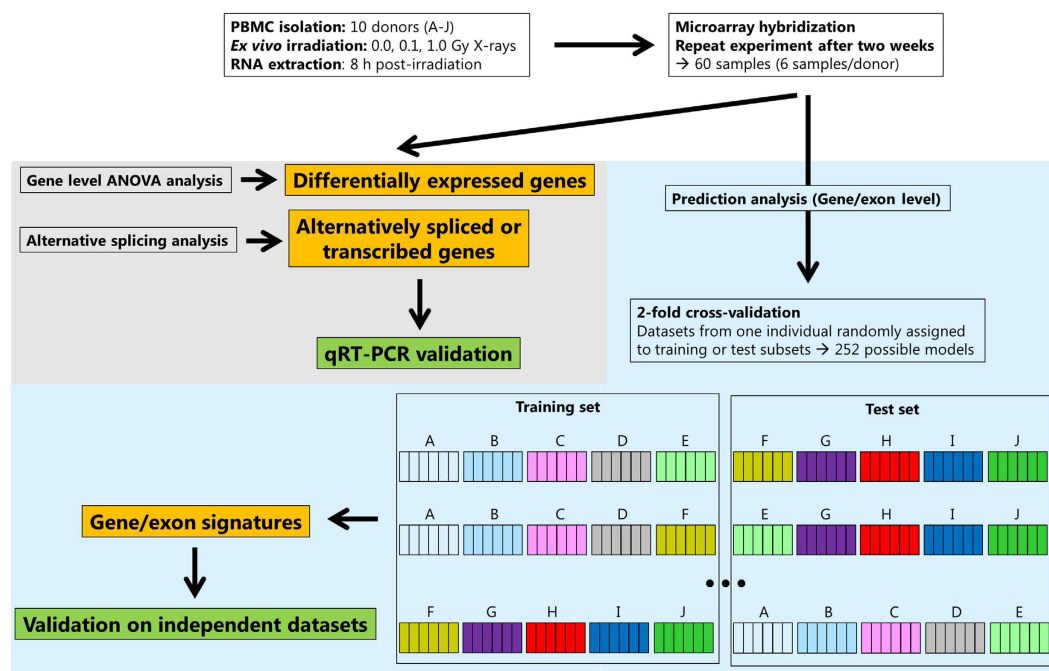 PBMC isolation: 10 donors (A-J)
Ex vivo irradiation: 0.0, 0.1, 1.0 Gy X-rays
RNA extraction: 8 h post-irradiation
Microarray hybridization
Repeat experiment after two weeks
→ 60 samples (6 samples/donor)
Gene level ANOVA analysis
Differentially expressed genes
Alternative splicing analysis
Alternatively spliced or
transcribed genes
qRT-PCR validation
Prediction analysis (Gene/exon level)
2-fold cross-validation
Datasets from one individual randomly assigned
to training or test subsets → 252 possible models
Training set
A B C D E
A B C D F
F G H I J
Test set
F G H I J
E G H I J
A B C D E
Gene/exon signatures
Validation on independent datasets